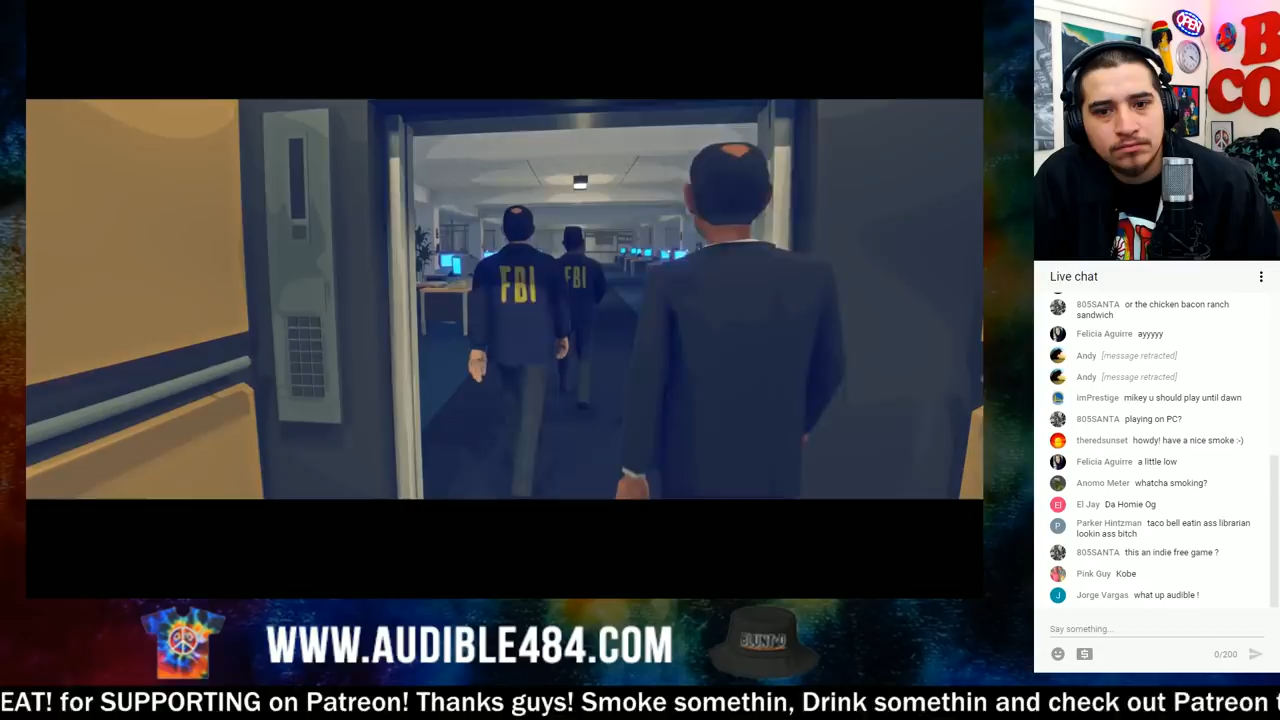 FBI
FBI
OPEN
B
CO
Live chat
805SANTA or the chicken bacon ranch
sandwich
Felicia Aguirre ayyyyy
Andy [message retracted]
Andy [message retracted]
imPrestige mikey u should play until dawn
805SANTA playing on PC?
theredsunset howdy! have a nice smoke :-)
Felicia Aguirre a little low
Anomo Meter whatcha smoking?
El El Jay Da Homie Og
P Parker Hintzman taco bell eatin ass librarian
lookin ass bitch
805SANTA this an indie free game ?
Pink Guy Kobe
J Jorge Vargas what up audible !
Say something...
0/200
WWW.AUDIBLE484.COM
EAT! for SUPPORTING on Patreon! Thanks guys! Smoke somethin, Drink somethin and check out Patreon